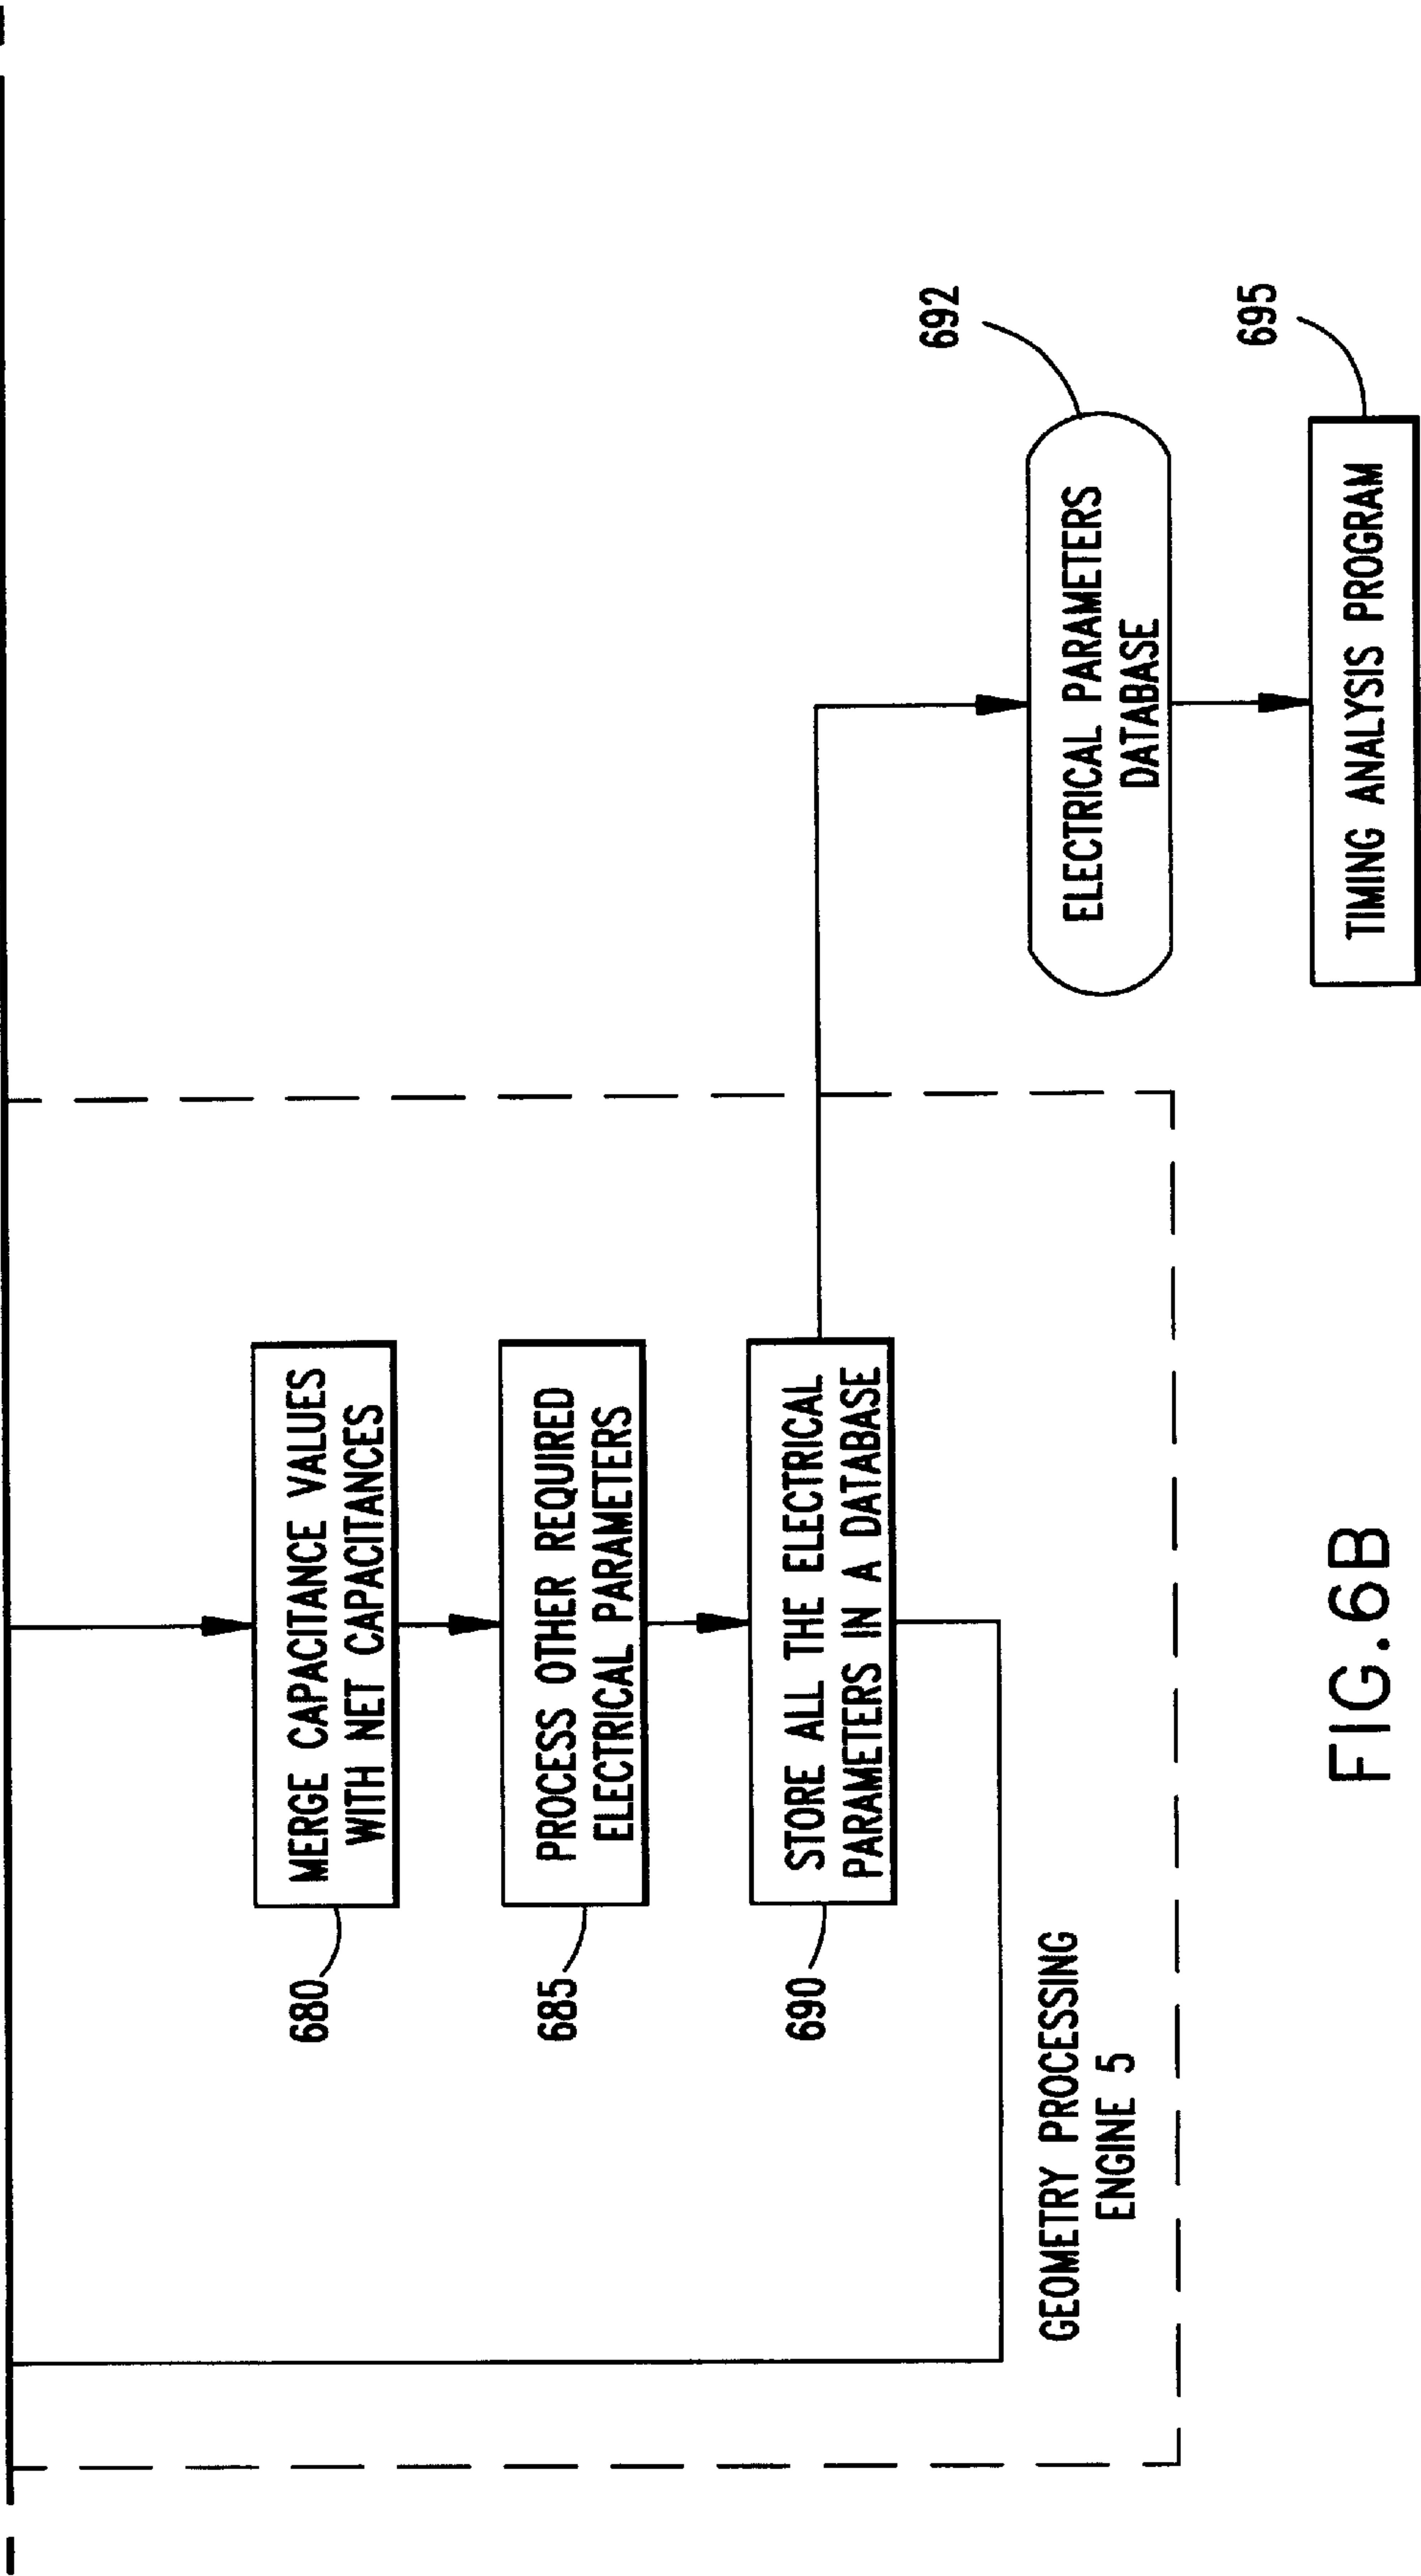 680
MERGE CAPACITANCE VALUES
WITH NET CAPACITANCES
685
PROCESS OTHER REQUIRED
ELECTRICAL PARAMETERS
690
STORE ALL THE ELECTRICAL
PARAMETERS IN A DATABASE
GEOMETRY PROCESSING
ENGINE 5
692
ELECTRICAL PARAMETERS
DATABASE
695
TIMING ANALYSIS PROGRAM
FIG.6B